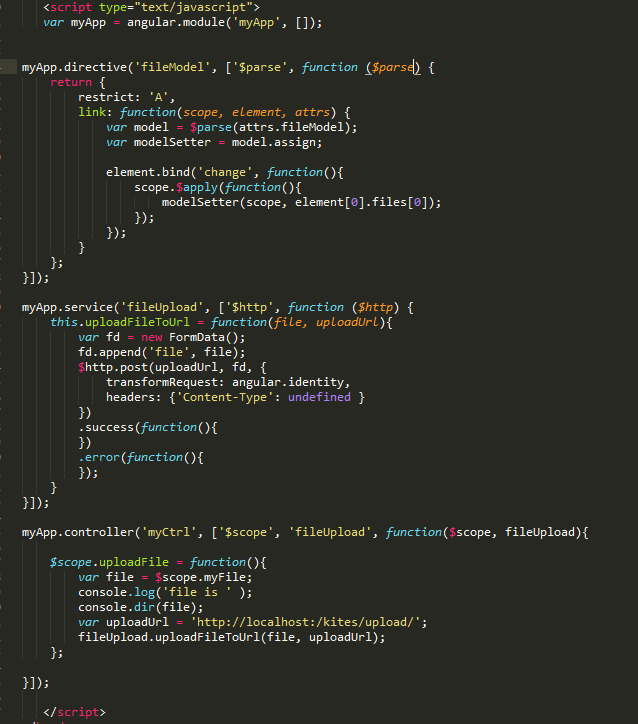 <script type="text/javascript">
var myApp = angular.module('myApp', []);
myApp.directive('fileModel', ['$parse', function ($parse) {
return {
restrict: 'A',
link: function(scope, element, attrs) {
var model = $parse(attrs.fileModel);
var modelSetter = model.assign;
element.bind('change', function(){
scope.$apply(function(){
modelSetter(scope, element[0].files[0]);
});
});
}
};
}]);
myApp.service('fileUpload', ['$http', function ($http) {
this.uploadFileToUrl = function(file, uploadUrl){
var fd = new FormData();
fd.append('file', file);
$http.post(uploadUrl, fd, {
transformRequest: angular.identity,
headers: {'Content-Type': undefined }
})
.success(function(){
})
.error(function(){
});
}
}]);
myApp.controller('myCtrl', ['$scope', 'fileUpload', function($scope, fileUpload){
$scope.uploadFile = function(){
var file = $scope.myFile;
console.log('file is ' );
console.dir(file);
var uploadUrl = 'http://localhost:/kites/upload/';
fileUpload.uploadFileToUrl(file, uploadUrl);
};
}]);
</script>